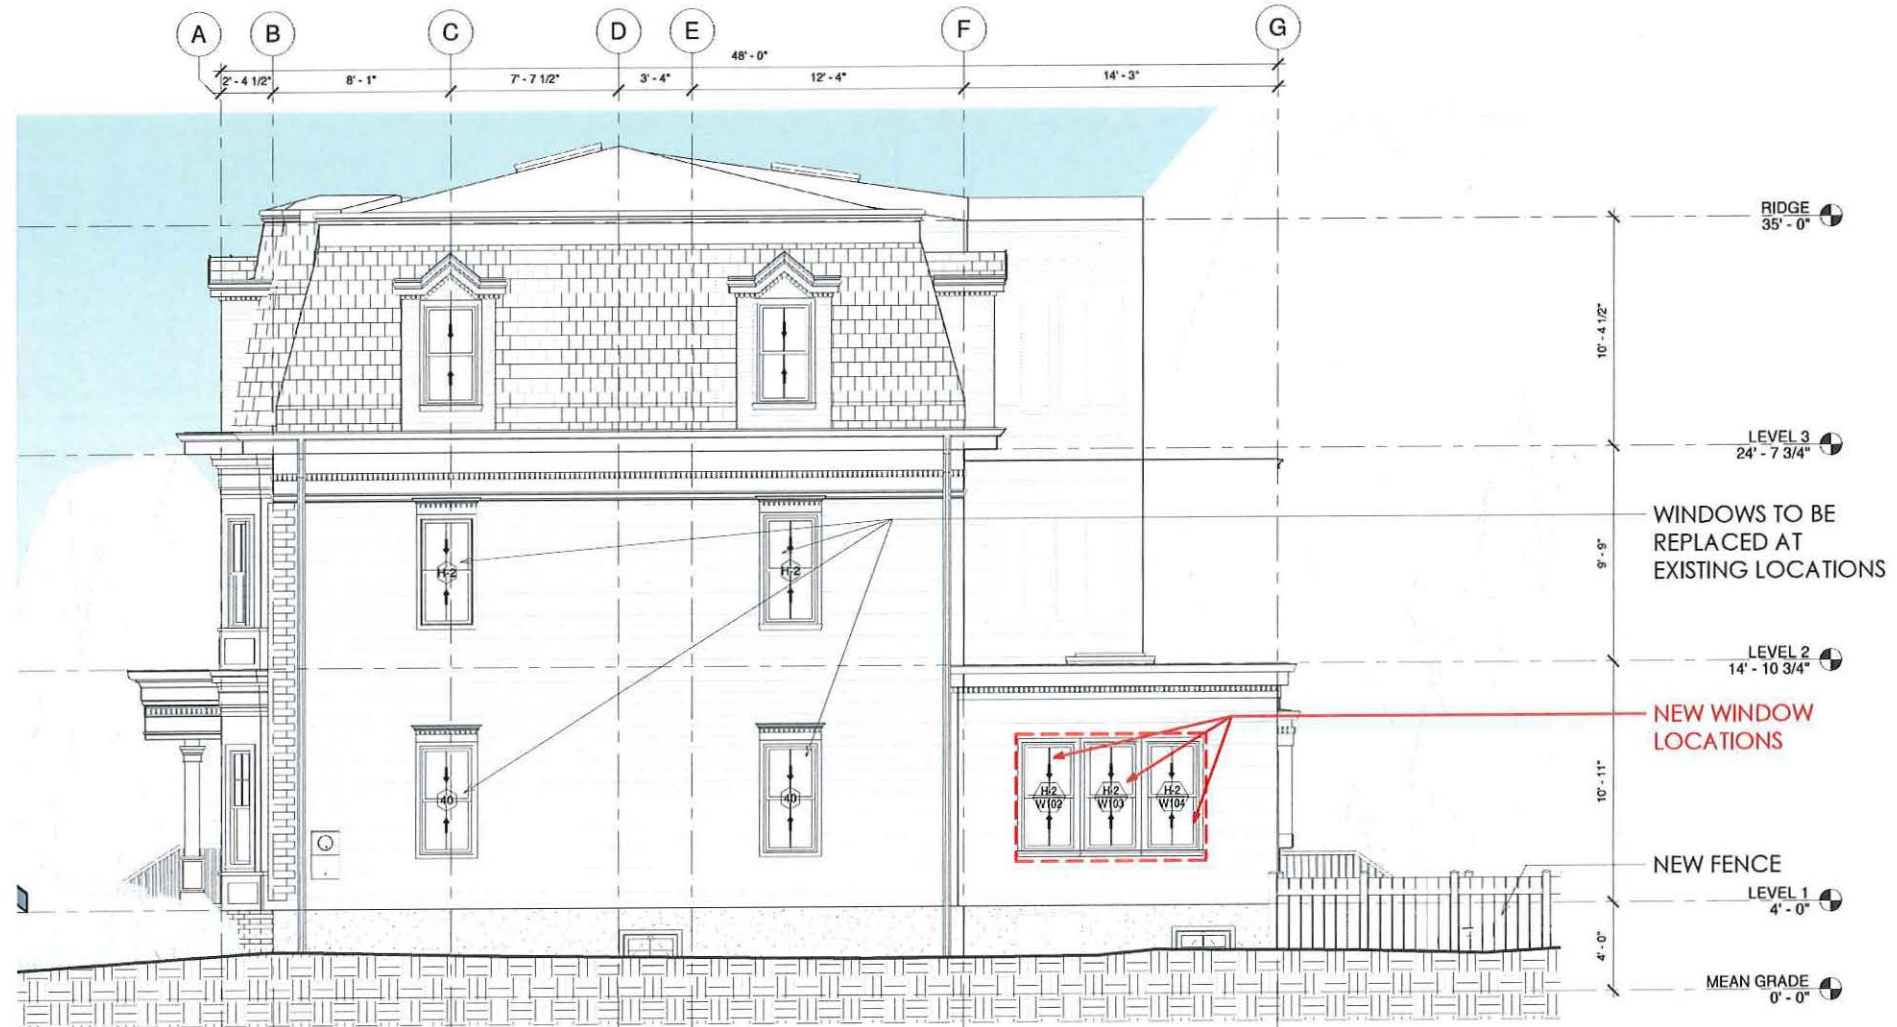 A B C D E F G
48' - 0"
2' - 4 1/2" 8' - 1" 7' - 7 1/2" 3' - 4" 12' - 4" 14' - 3"
RIDGE
35' - 0"
10' - 4 1/2"
LEVEL 3
24' - 7 3/4"
WINDOWS TO BE
REPLACED AT
EXISTING LOCATIONS
9' - 9"
H-2 H-2
LEVEL 2
14' - 10 3/4"
NEW WINDOW
LOCATIONS
10' - 11"
40 40
H-2 H-2 H-2
W102 W103 W104
NEW FENCE
LEVEL 1
4' - 0"
4' - 0"
MEAN GRADE
0' - 0"